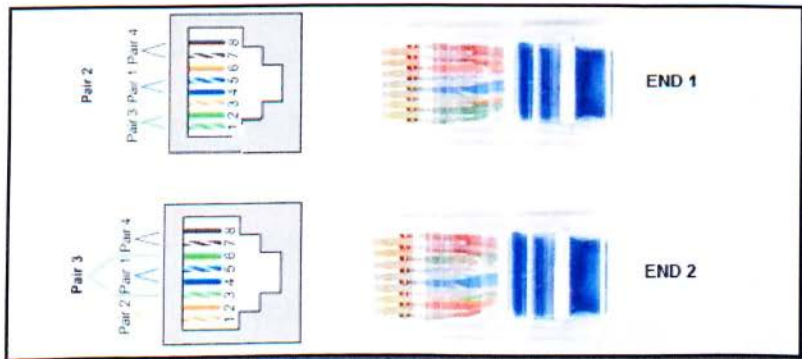 Pair 2
Pair 3 Pair 1 Pair 4
1 2 3 4 5 6 7 8
END 1
Pair 3
Pair 2 Pair 1 Pair 4
1 2 3 4 5 6 7 8
END 2